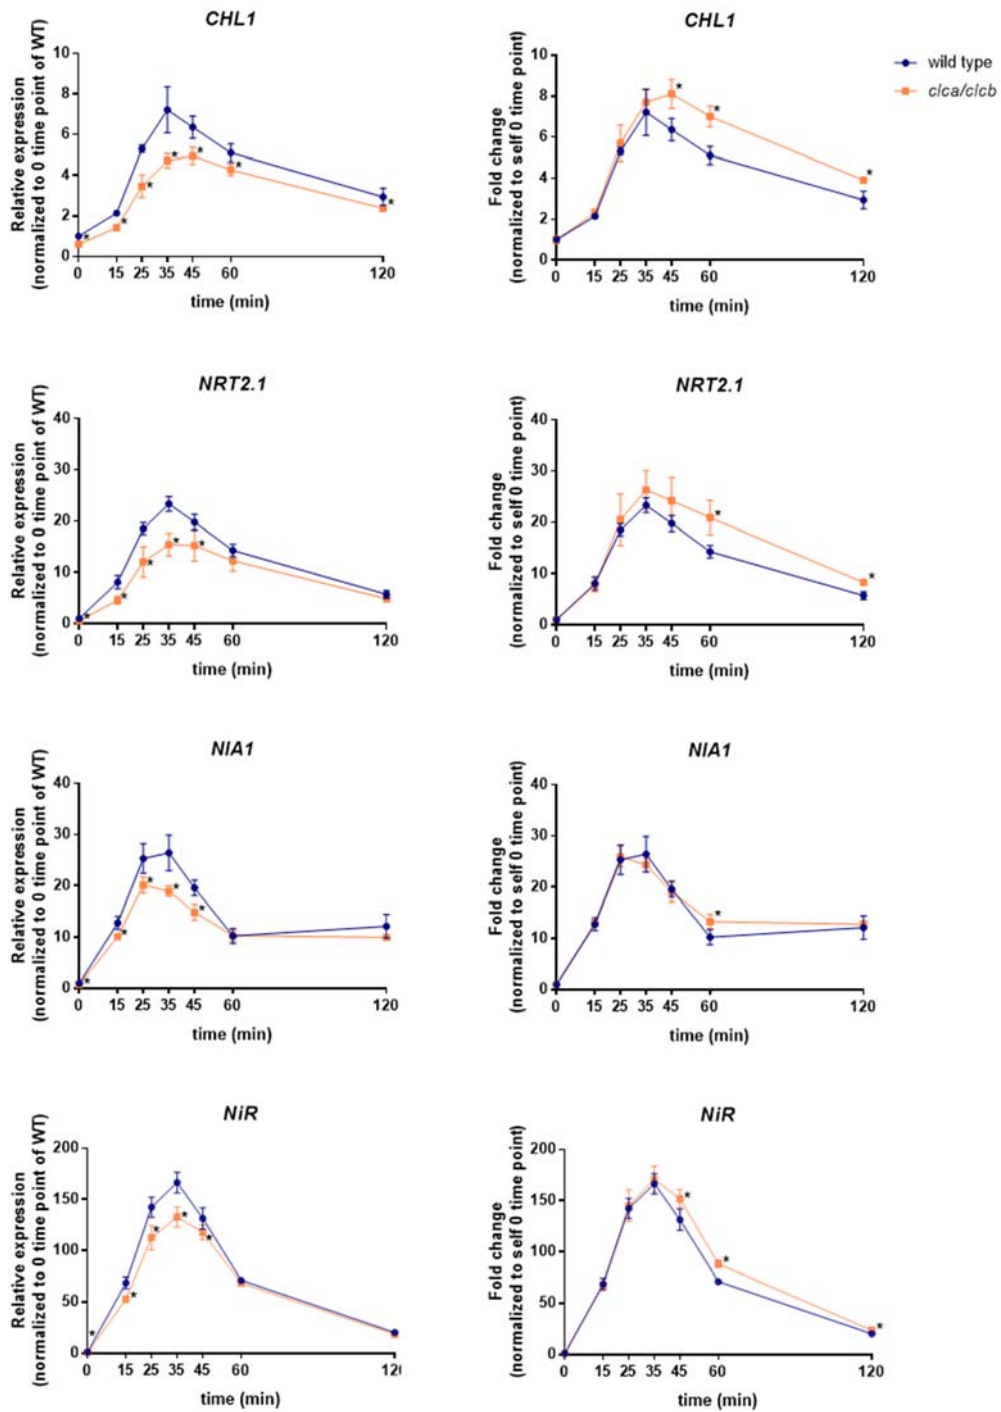 CHL1
Relative expression
(normalized to 0 time point of WT)
10
8
6
4
2
0
* * * * * * *
0 15 25 35 45 60 120
time (min)
CHL1
Fold change
(normalized to self 0 time point)
10
8
6
4
2
0
* * *
0 15 25 35 45 60 120
time (min)
wild type
clca/clcb
NRT2.1
Relative expression
(normalized to 0 time point of WT)
40
30
20
10
0
* * * * *
0 15 25 35 45 60 120
time (min)
NRT2.1
Fold change
(normalized to self 0 time point)
40
30
20
10
0
* *
0 15 25 35 45 60 120
time (min)
NIA1
Relative expression
(normalized to 0 time point of WT)
40
30
20
10
0
* * * * *
0 15 25 35 45 60 120
time (min)
NIA1
Fold change
(normalized to self 0 time point)
40
30
20
10
0
*
0 15 25 35 45 60 120
time (min)
NiR
Relative expression
(normalized to 0 time point of WT)
200
150
100
50
0
* * * * *
0 15 25 35 45 60 120
time (min)
NiR
Fold change
(normalized to self 0 time point)
200
150
100
50
0
* * *
0 15 25 35 45 60 120
time (min)